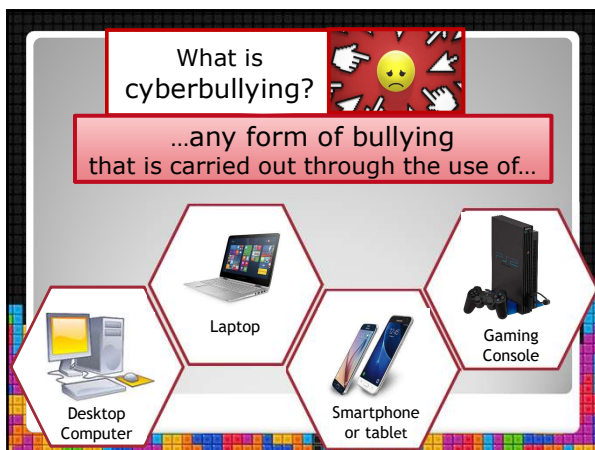 What is
cyberbullying?
…any form of bullying
that is carried out through the use of…
Laptop
Gaming
Console
Desktop
Computer
Smartphone
or tablet